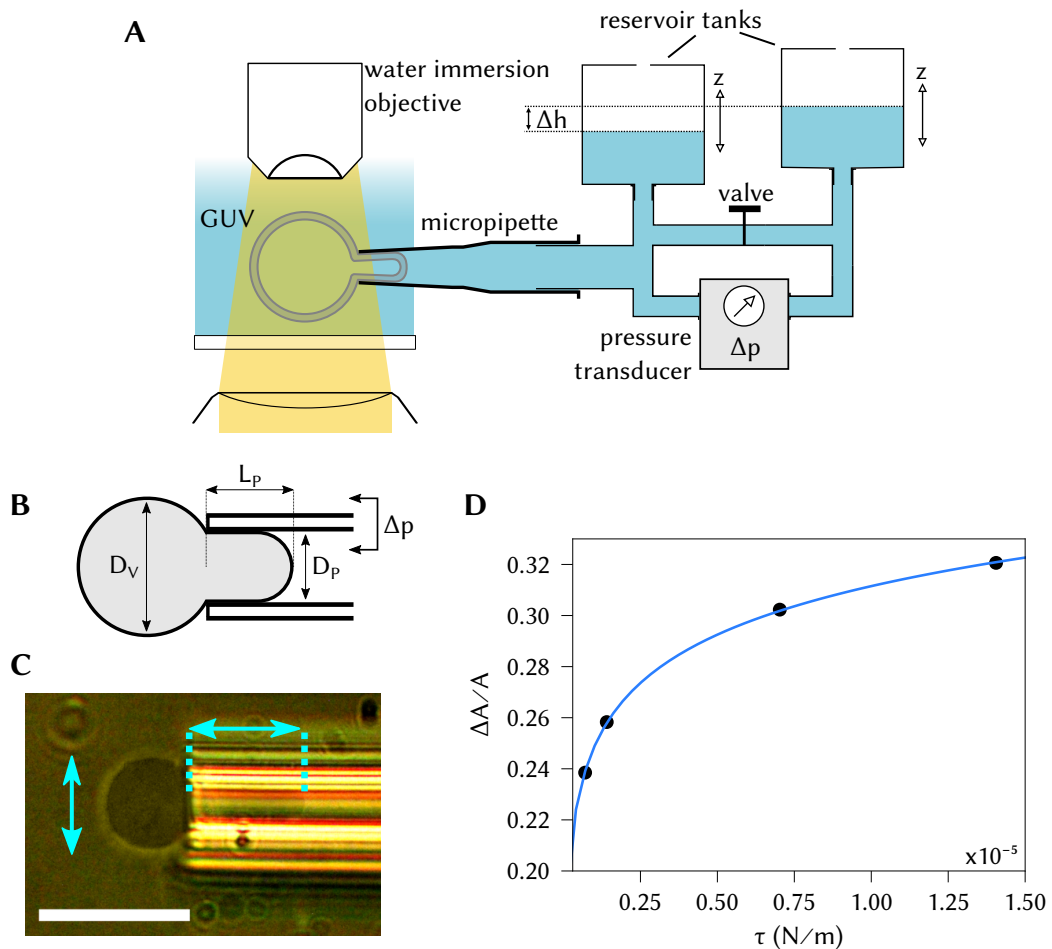 A
reservoir tanks
water immersion
objective
z
z
Δh
GUV
valve
micropipette
pressure
transducer
Δp
B
L_P
D_V
D_P
Δp
C
D
0.32
0.30
0.28
0.26
0.24
0.22
0.20
ΔA/A
x10⁻⁵
0.25 0.50 0.75 1.00 1.25 1.50
τ (N/m)